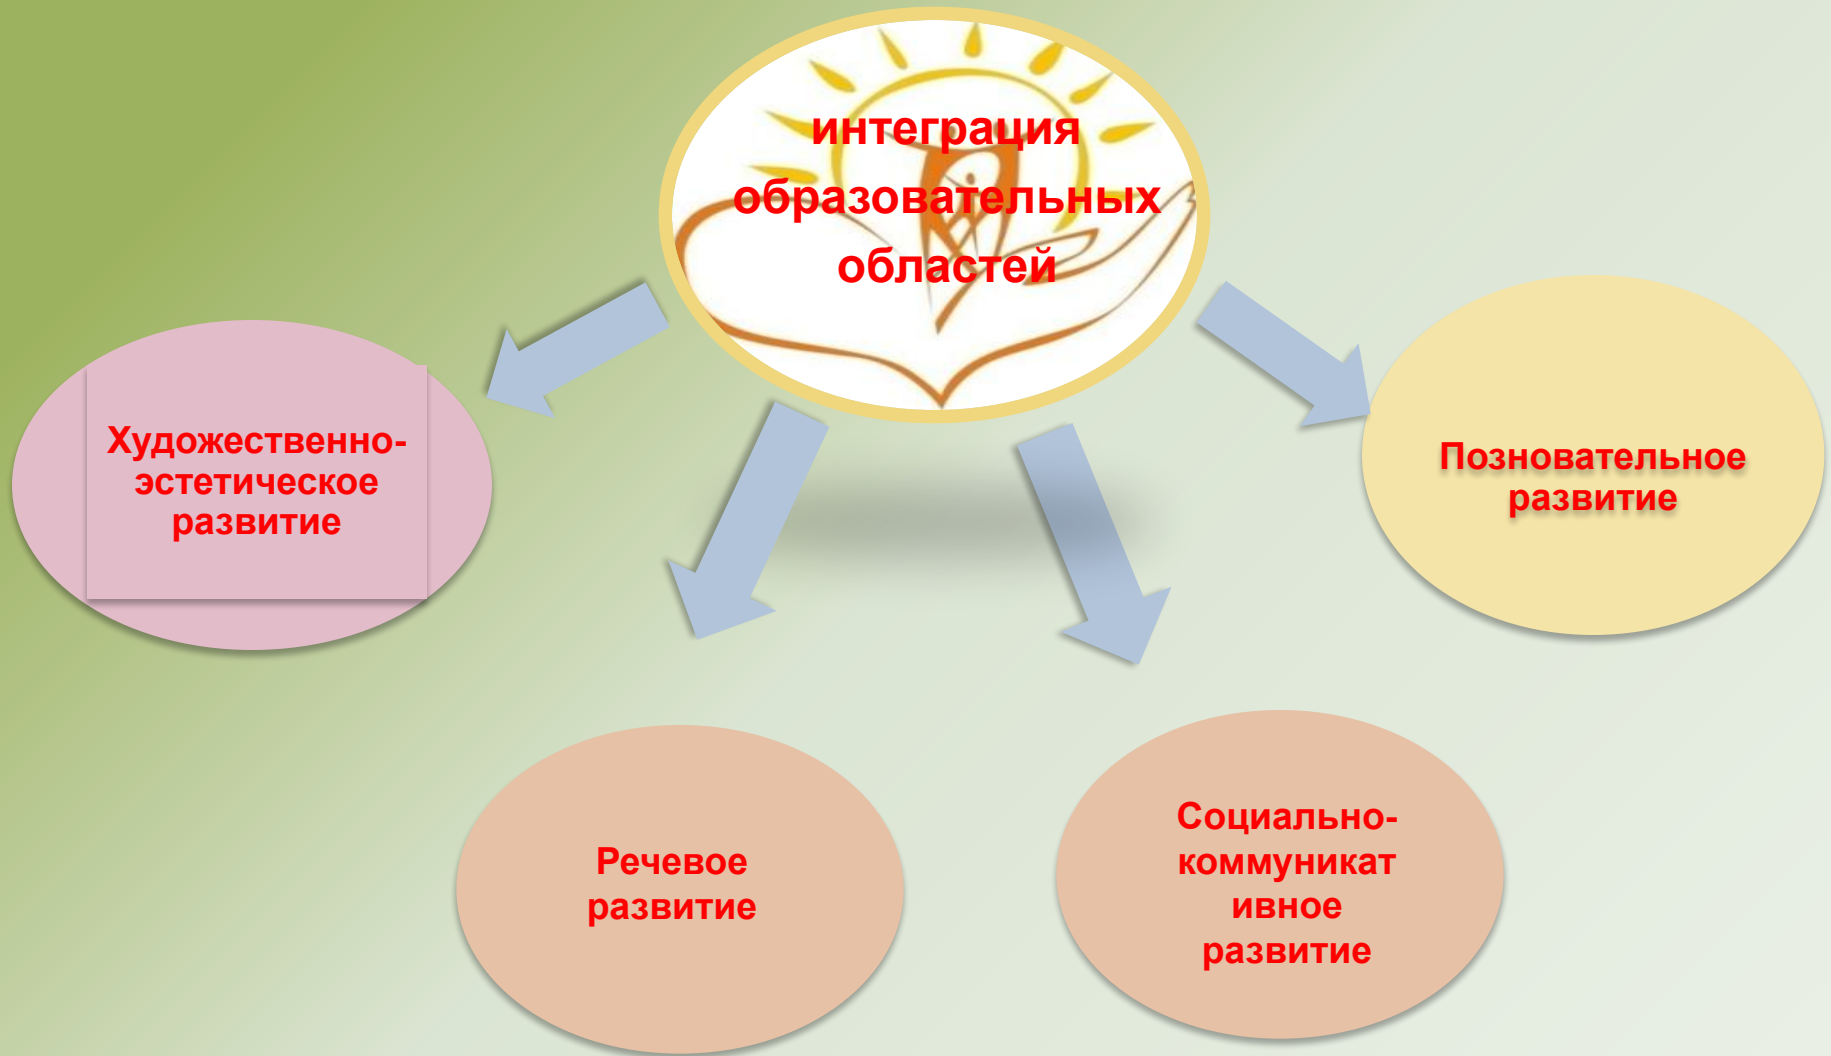 интеграция
образовательных
областей
Художественно-
эстетическое
развитие
Позновательное
развитие
Речевое
развитие
Социально-
коммуникат
ивное
развитие